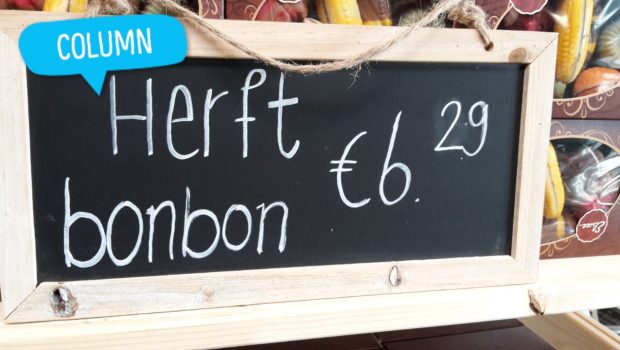 COLUMN
Herft €6.29
bonbon